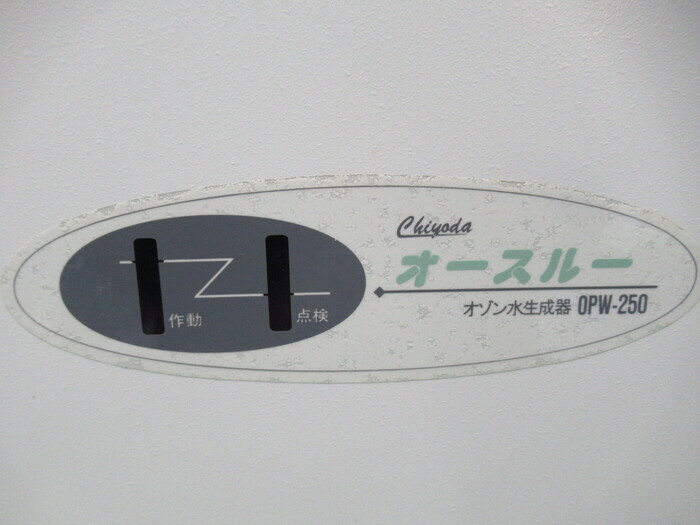 作動
点検
Chiyoda
オースルー
オゾン水生成器 OPW-250